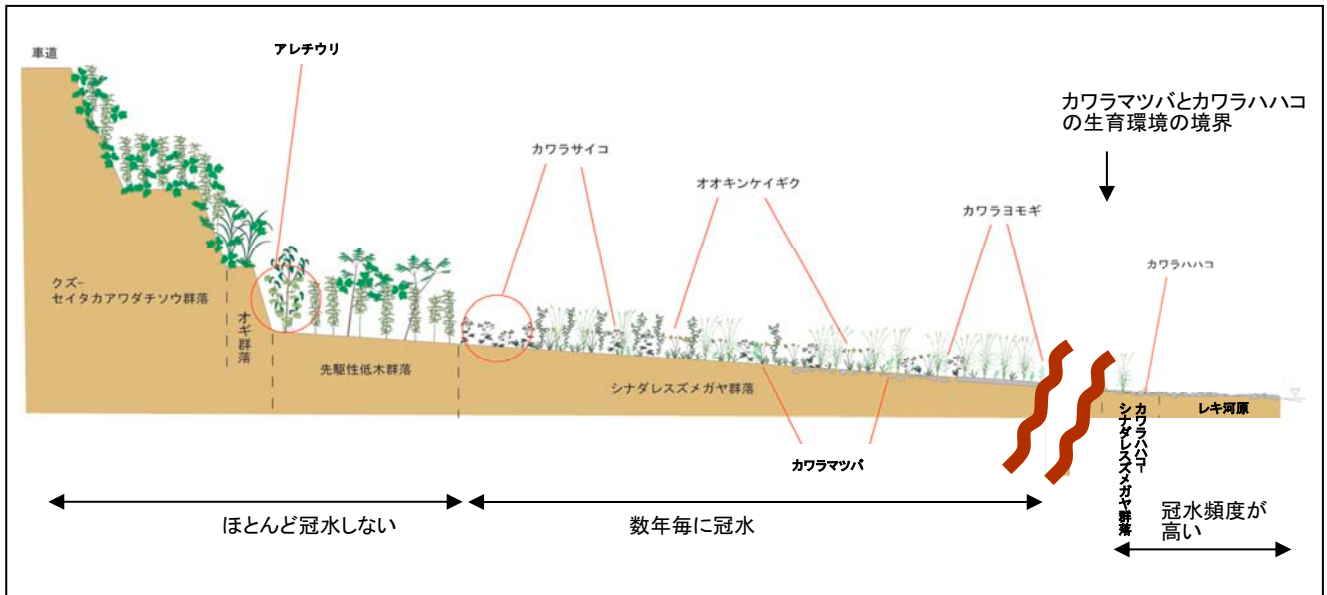 車道
アレチウリ
カワラマツバとカワラハハコ
の生育環境の境界
カワラサイコ
オオキンケイギク
カワラヨモギ
カワラハハコ
クズ-
セイタカアワダチソウ群落
オギ群落
先駆性低木群落
シナダレスズメガヤ群落
カワラマツバ
カワラハハコ-
シナダレスズメガヤ群落
レキ河原
ほとんど冠水しない
数年毎に冠水
冠水頻度が
高い